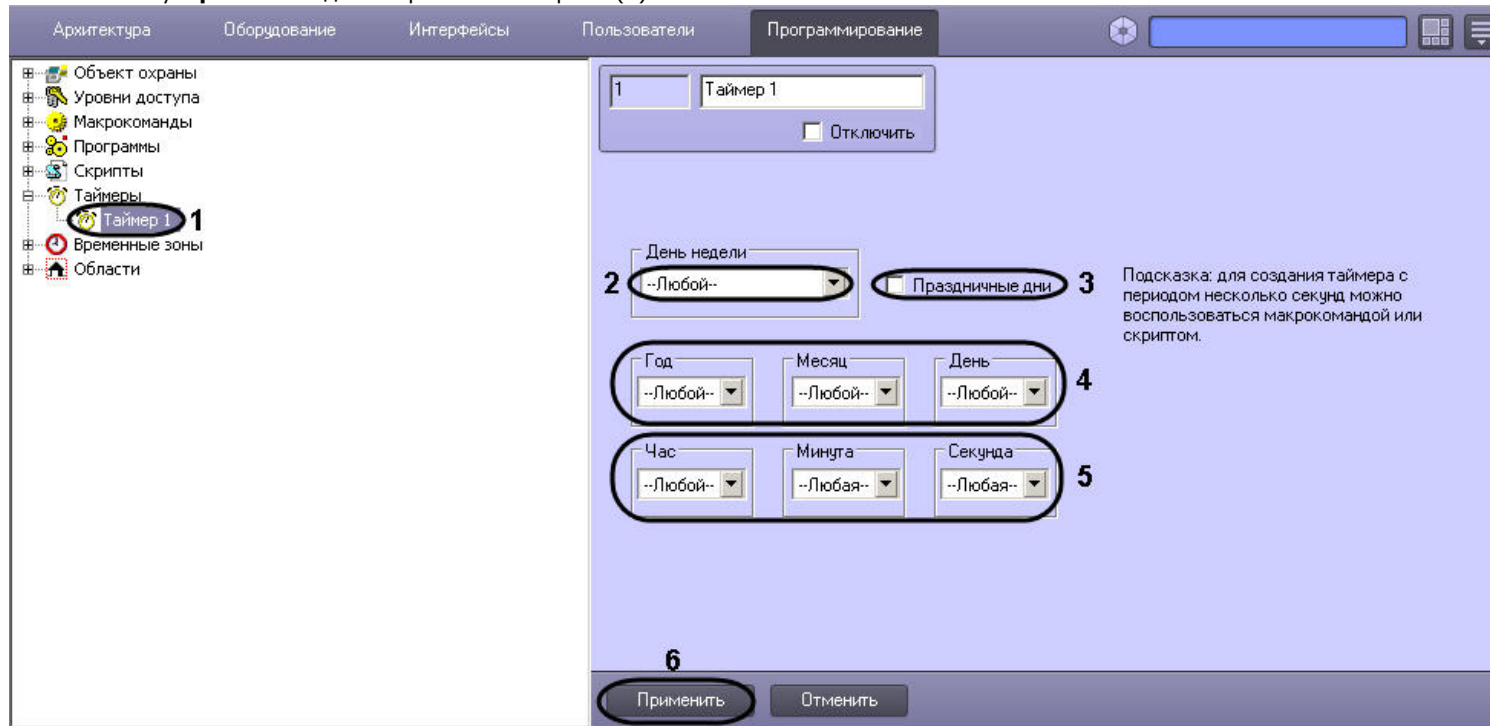 Архитектура Оборудование Интерфейсы Пользователи Программирование
Объект охраны
Уровни доступа
Макрокоманды
Программы
Скрипты
Таймеры
Таймер 1 1
Временные зоны
Области
1 Таймер 1
Отключить
День недели
2 --Любой-- Праздничные дни 3
Подсказка: для создания таймера с
периодом несколько секунд можно
воспользоваться макрокомандой или
скриптом.
Год Месяц День
--Любой-- --Любой-- --Любой-- 4
Час Минута Секунда
--Любой-- --Любая-- --Любая-- 5
6
Применить Отменить